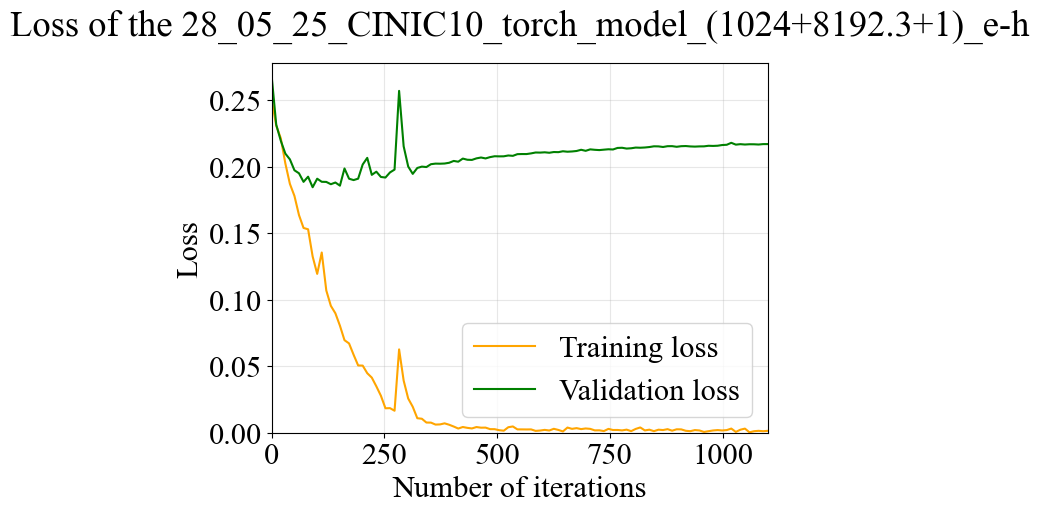 Loss of the 28_05_25_CINIC10_torch_model_(1024+8192.3+1)_e-h
0.25
0.20
0.15
0.10
0.05
0.00
Loss
Training loss
Validation loss
0 250 500 750 1000
Number of iterations